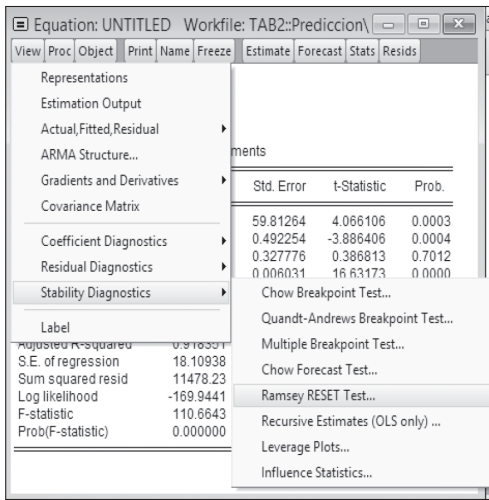 Equation: UNTITLED Workfile: TAB2::Prediccion\
View Proc Object Print Name Freeze Estimate Forecast Stats Resids
Representations
Estimation Output
Actual,Fitted,Residual
ARMA Structure...
Gradients and Derivatives
Covariance Matrix
Coefficient Diagnostics
Residual Diagnostics
Stability Diagnostics
Label
ments
Std. Error t-Statistic Prob.
59.81264 4.066106 0.0003
0.492254 -3.886406 0.0004
0.327776 0.386813 0.7012
0.006031 16.63173 0.0000
Chow Breakpoint Test...
Quandt-Andrews Breakpoint Test...
Multiple Breakpoint Test...
Chow Forecast Test...
Ramsey RESET Test...
Recursive Estimates (OLS only) ...
Leverage Plots...
Influence Statistics...
Adjusted R-squared 0.918351
S.E. of regression 18.10938
Sum squared resid 11478.23
Log likelihood -169.9441
F-statistic 110.6643
Prob(F-statistic) 0.000000